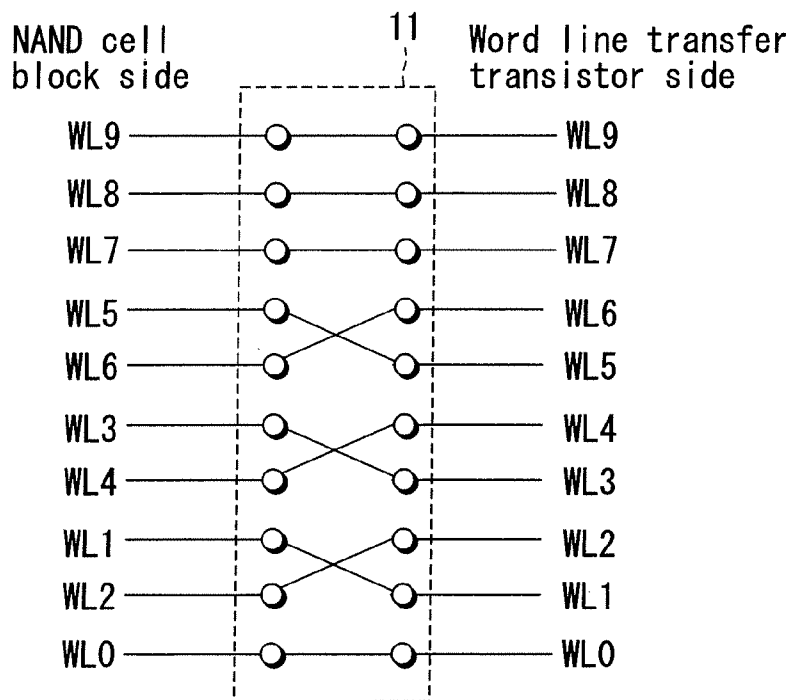 11
NAND cell
block side
Word line transfer
transistor side
WL9 WL9
WL8 WL8
WL7 WL7
WL5 WL6
WL6 WL5
WL3 WL4
WL4 WL3
WL1 WL2
WL2 WL1
WL0 WL0